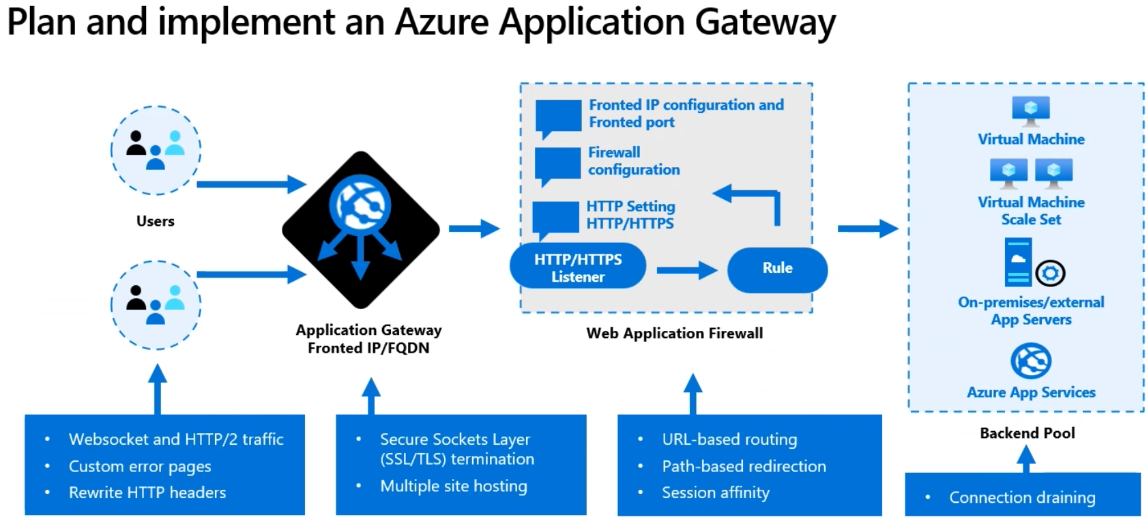 Plan and implement an Azure Application Gateway
Users
Application Gateway
Fronted IP/FQDN
Fronted IP configuration and
Fronted port
Firewall
configuration
HTTP Setting
HTTP/HTTPS
HTTP/HTTPS
Listener
Rule
Web Application Firewall
Virtual Machine
Virtual Machine
Scale Set
On-premises/external
App Servers
Azure App Services
Backend Pool
• Websocket and HTTP/2 traffic
• Custom error pages
• Rewrite HTTP headers
• Secure Sockets Layer
(SSL/TLS) termination
• Multiple site hosting
• URL-based routing
• Path-based redirection
• Session affinity
• Connection draining